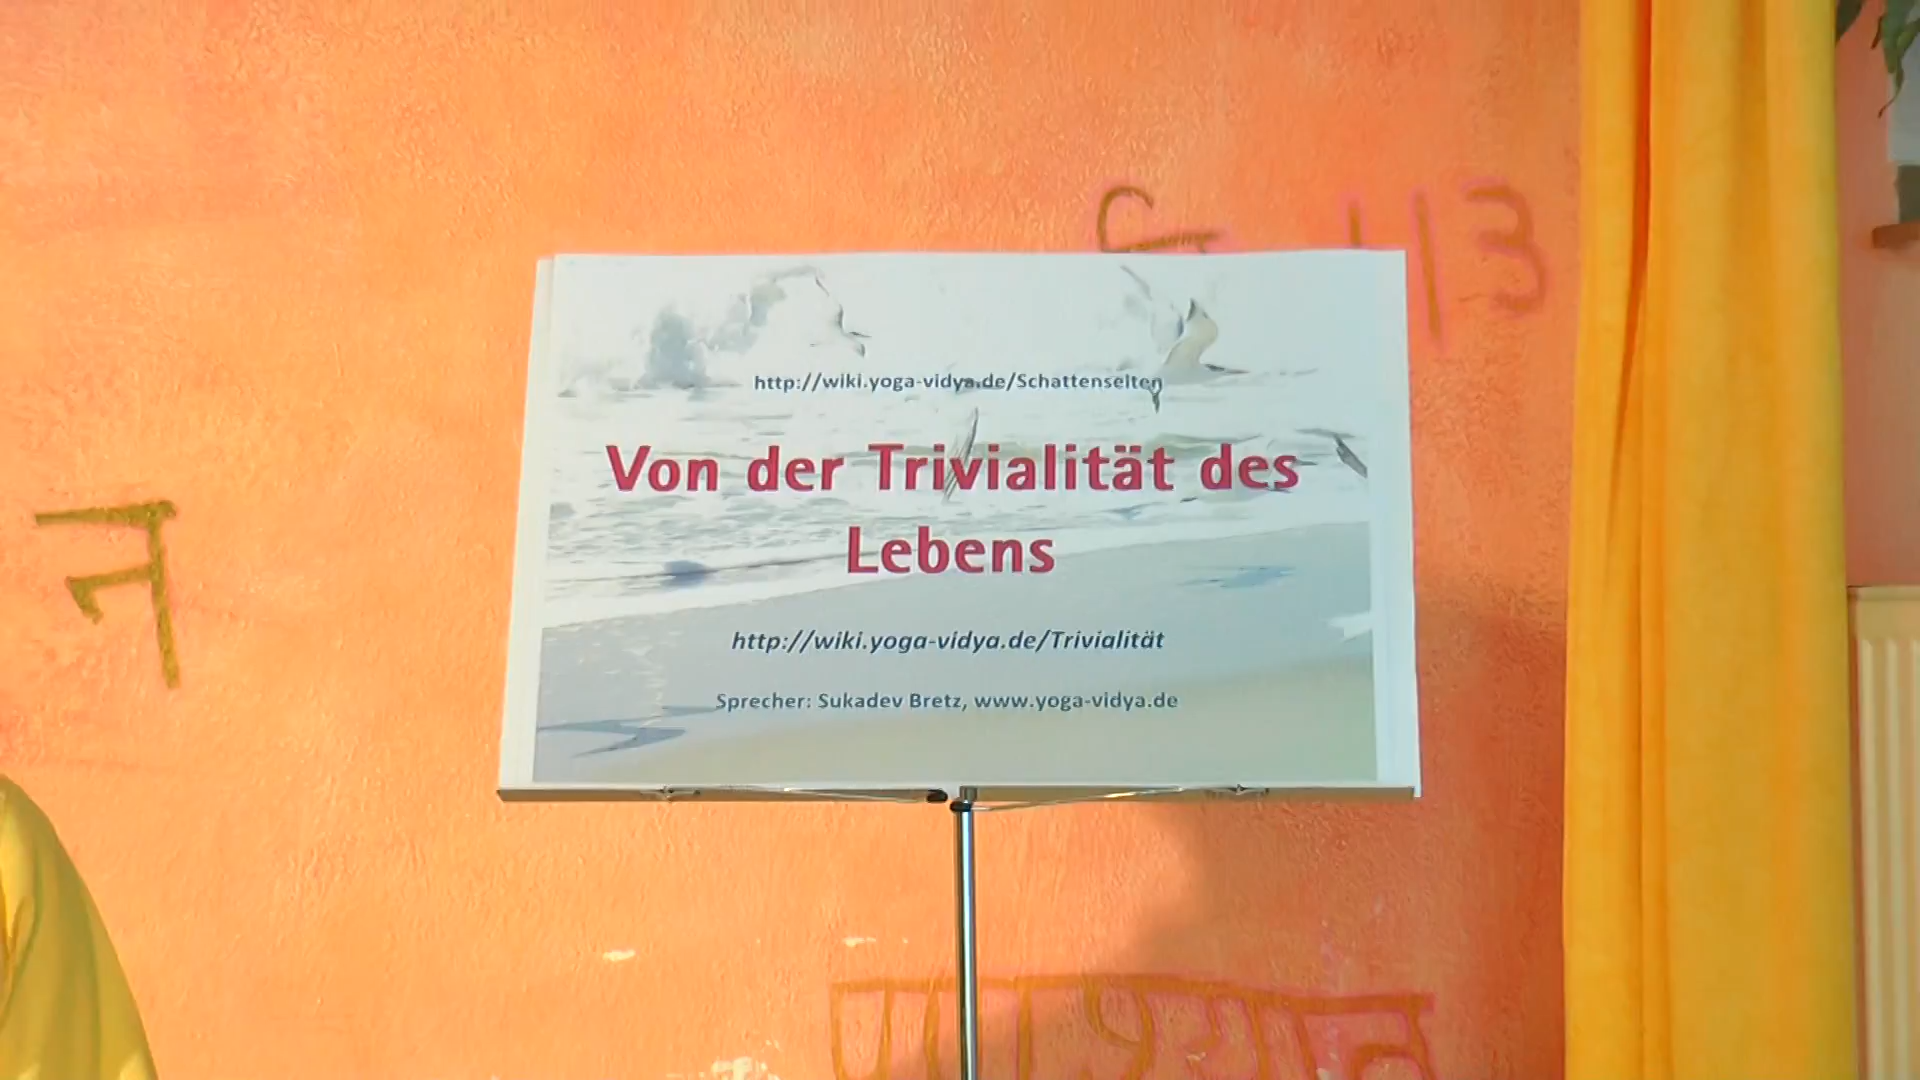 http://wiki.yoga-vidya.de/Schattenseiten
Von der Trivialität des
Lebens
http://wiki.yoga-vidya.de/Trivialität
Sprecher: Sukadev Bretz, www.yoga-vidya.de
न